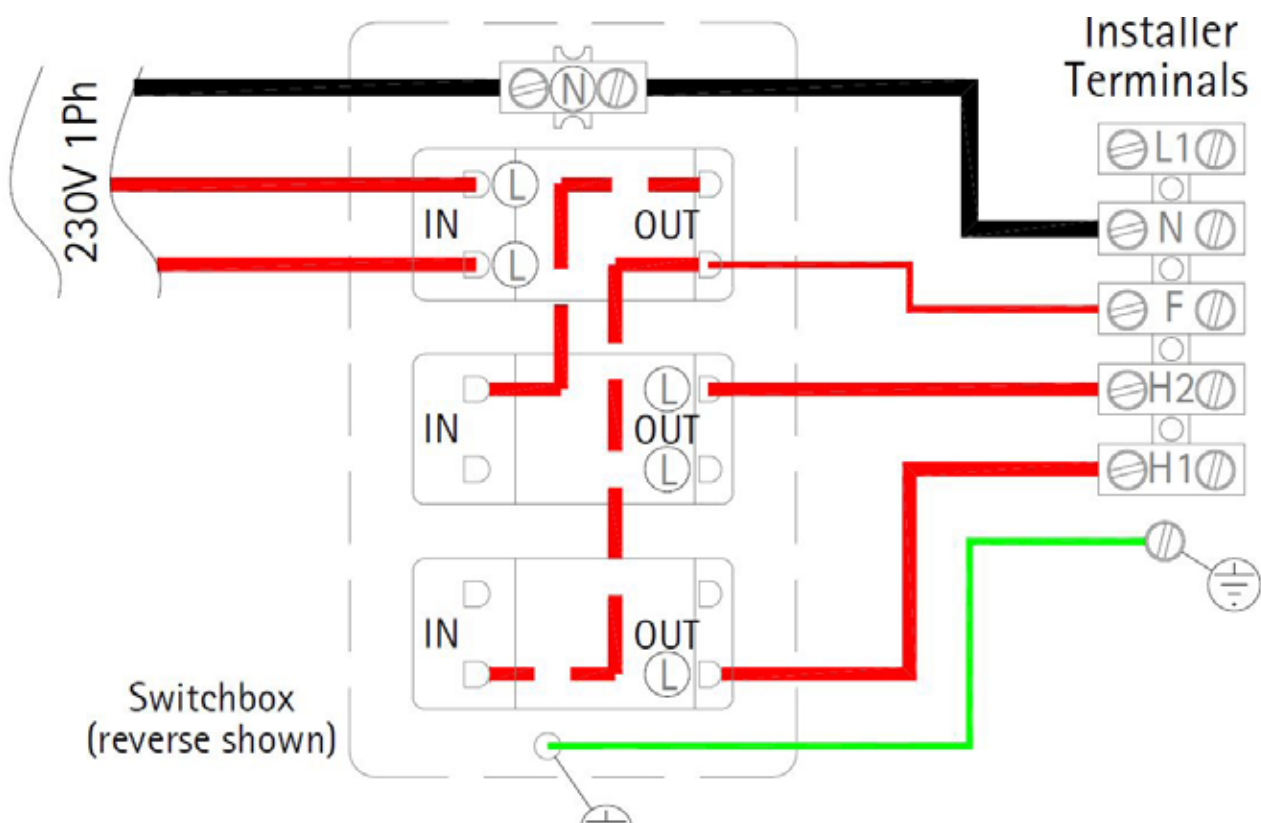 Installer
Terminals
230V 1Ph
N
L1
L
IN
OUT
N
L
F
L
H2
IN
OUT
L
H1
IN
OUT
L
Switchbox
(reverse shown)